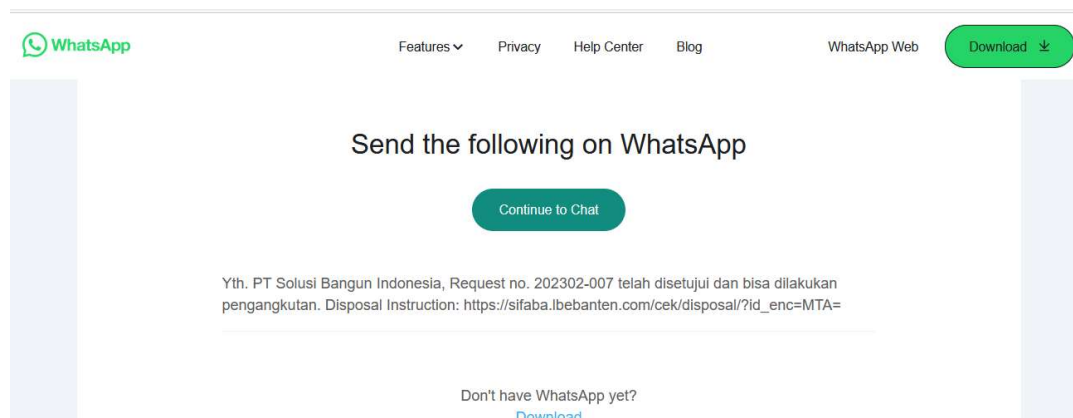 WhatsApp
Features Privacy Help Center Blog WhatsApp Web Download
Send the following on WhatsApp
Continue to Chat
Yth. PT Solusi Bangun Indonesia, Request no. 202302-007 telah disetujui dan bisa dilakukan
pengangkutan. Disposal Instruction: https://sifaba.lbebanten.com/cek/disposal/?id_enc=MTA=
Don't have WhatsApp yet?
Download